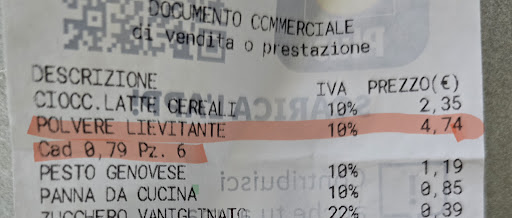 DOCUMENTO COMMERCIALE
di vendita o prestazione
DESCRIZIONE IVA PREZZO(€)
CIOCC.LATTE CEREALI 10% 2,35
POLVERE LIEVITANTE 10% 4,74
Cad 0,79 Pz. 6
PESTO GENOVESE 10% 1,19
PANNA DA CUCINA 10% 0,85
ZUCCHERO VANIGLINATO 22% 0,39